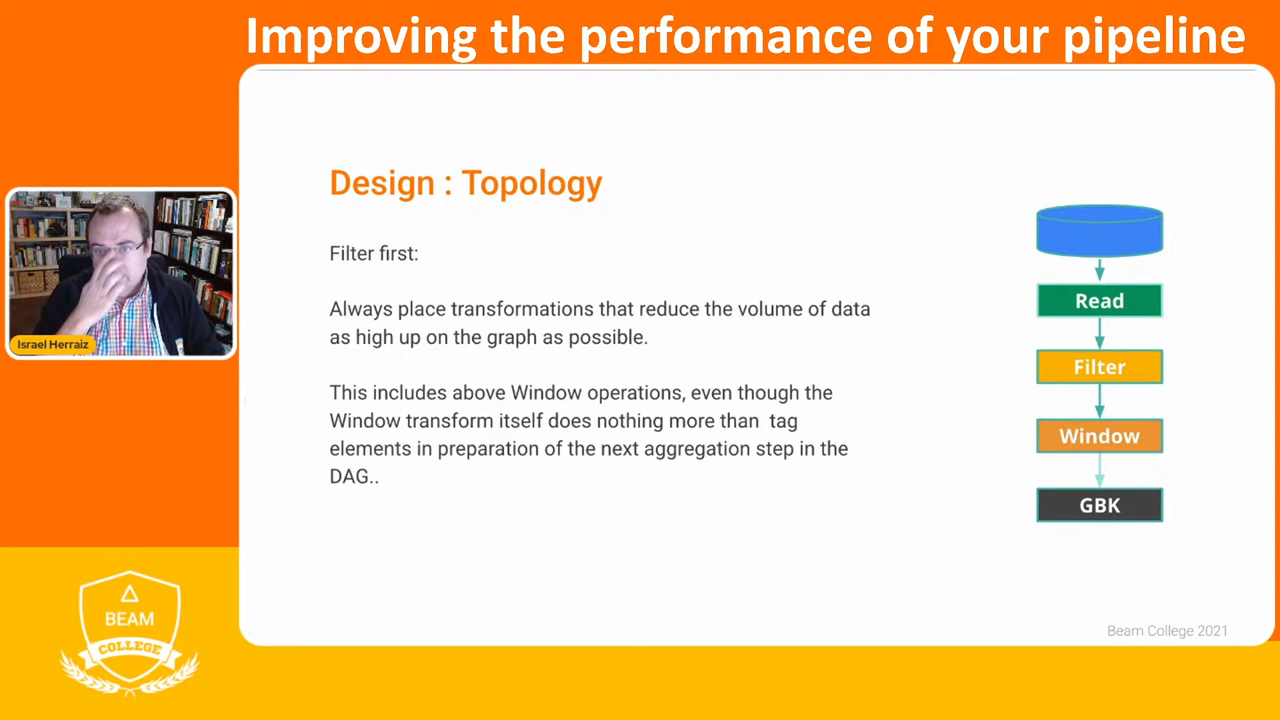 Improving the performance of your pipeline
Design : Topology
Filter first:
Always place transformations that reduce the volume of data
as high up on the graph as possible.
This includes above Window operations, even though the
Window transform itself does nothing more than tag
elements in preparation of the next aggregation step in the
DAG..
Read
Filter
Window
GBK
Israel Herraiz
BEAM
COLLEGE
Beam College 2021